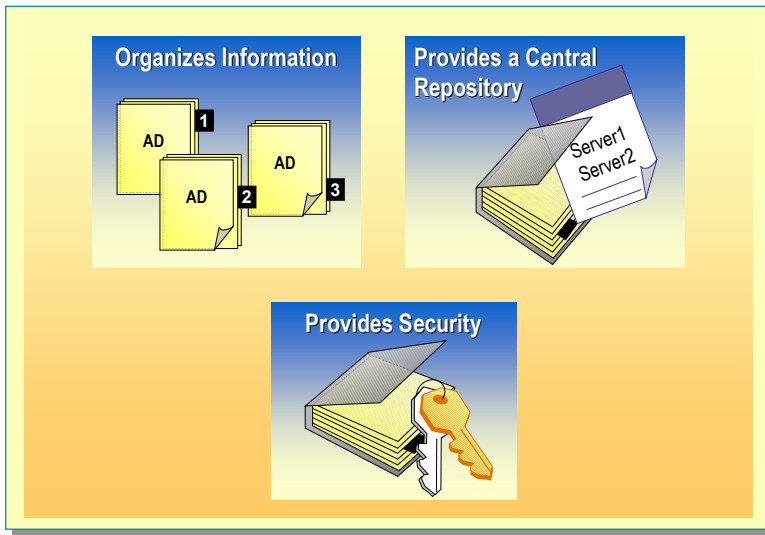 Organizes Information
AD
1
AD
2
AD
3
Provides a Central
Repository
Server1
Server2
Provides Security